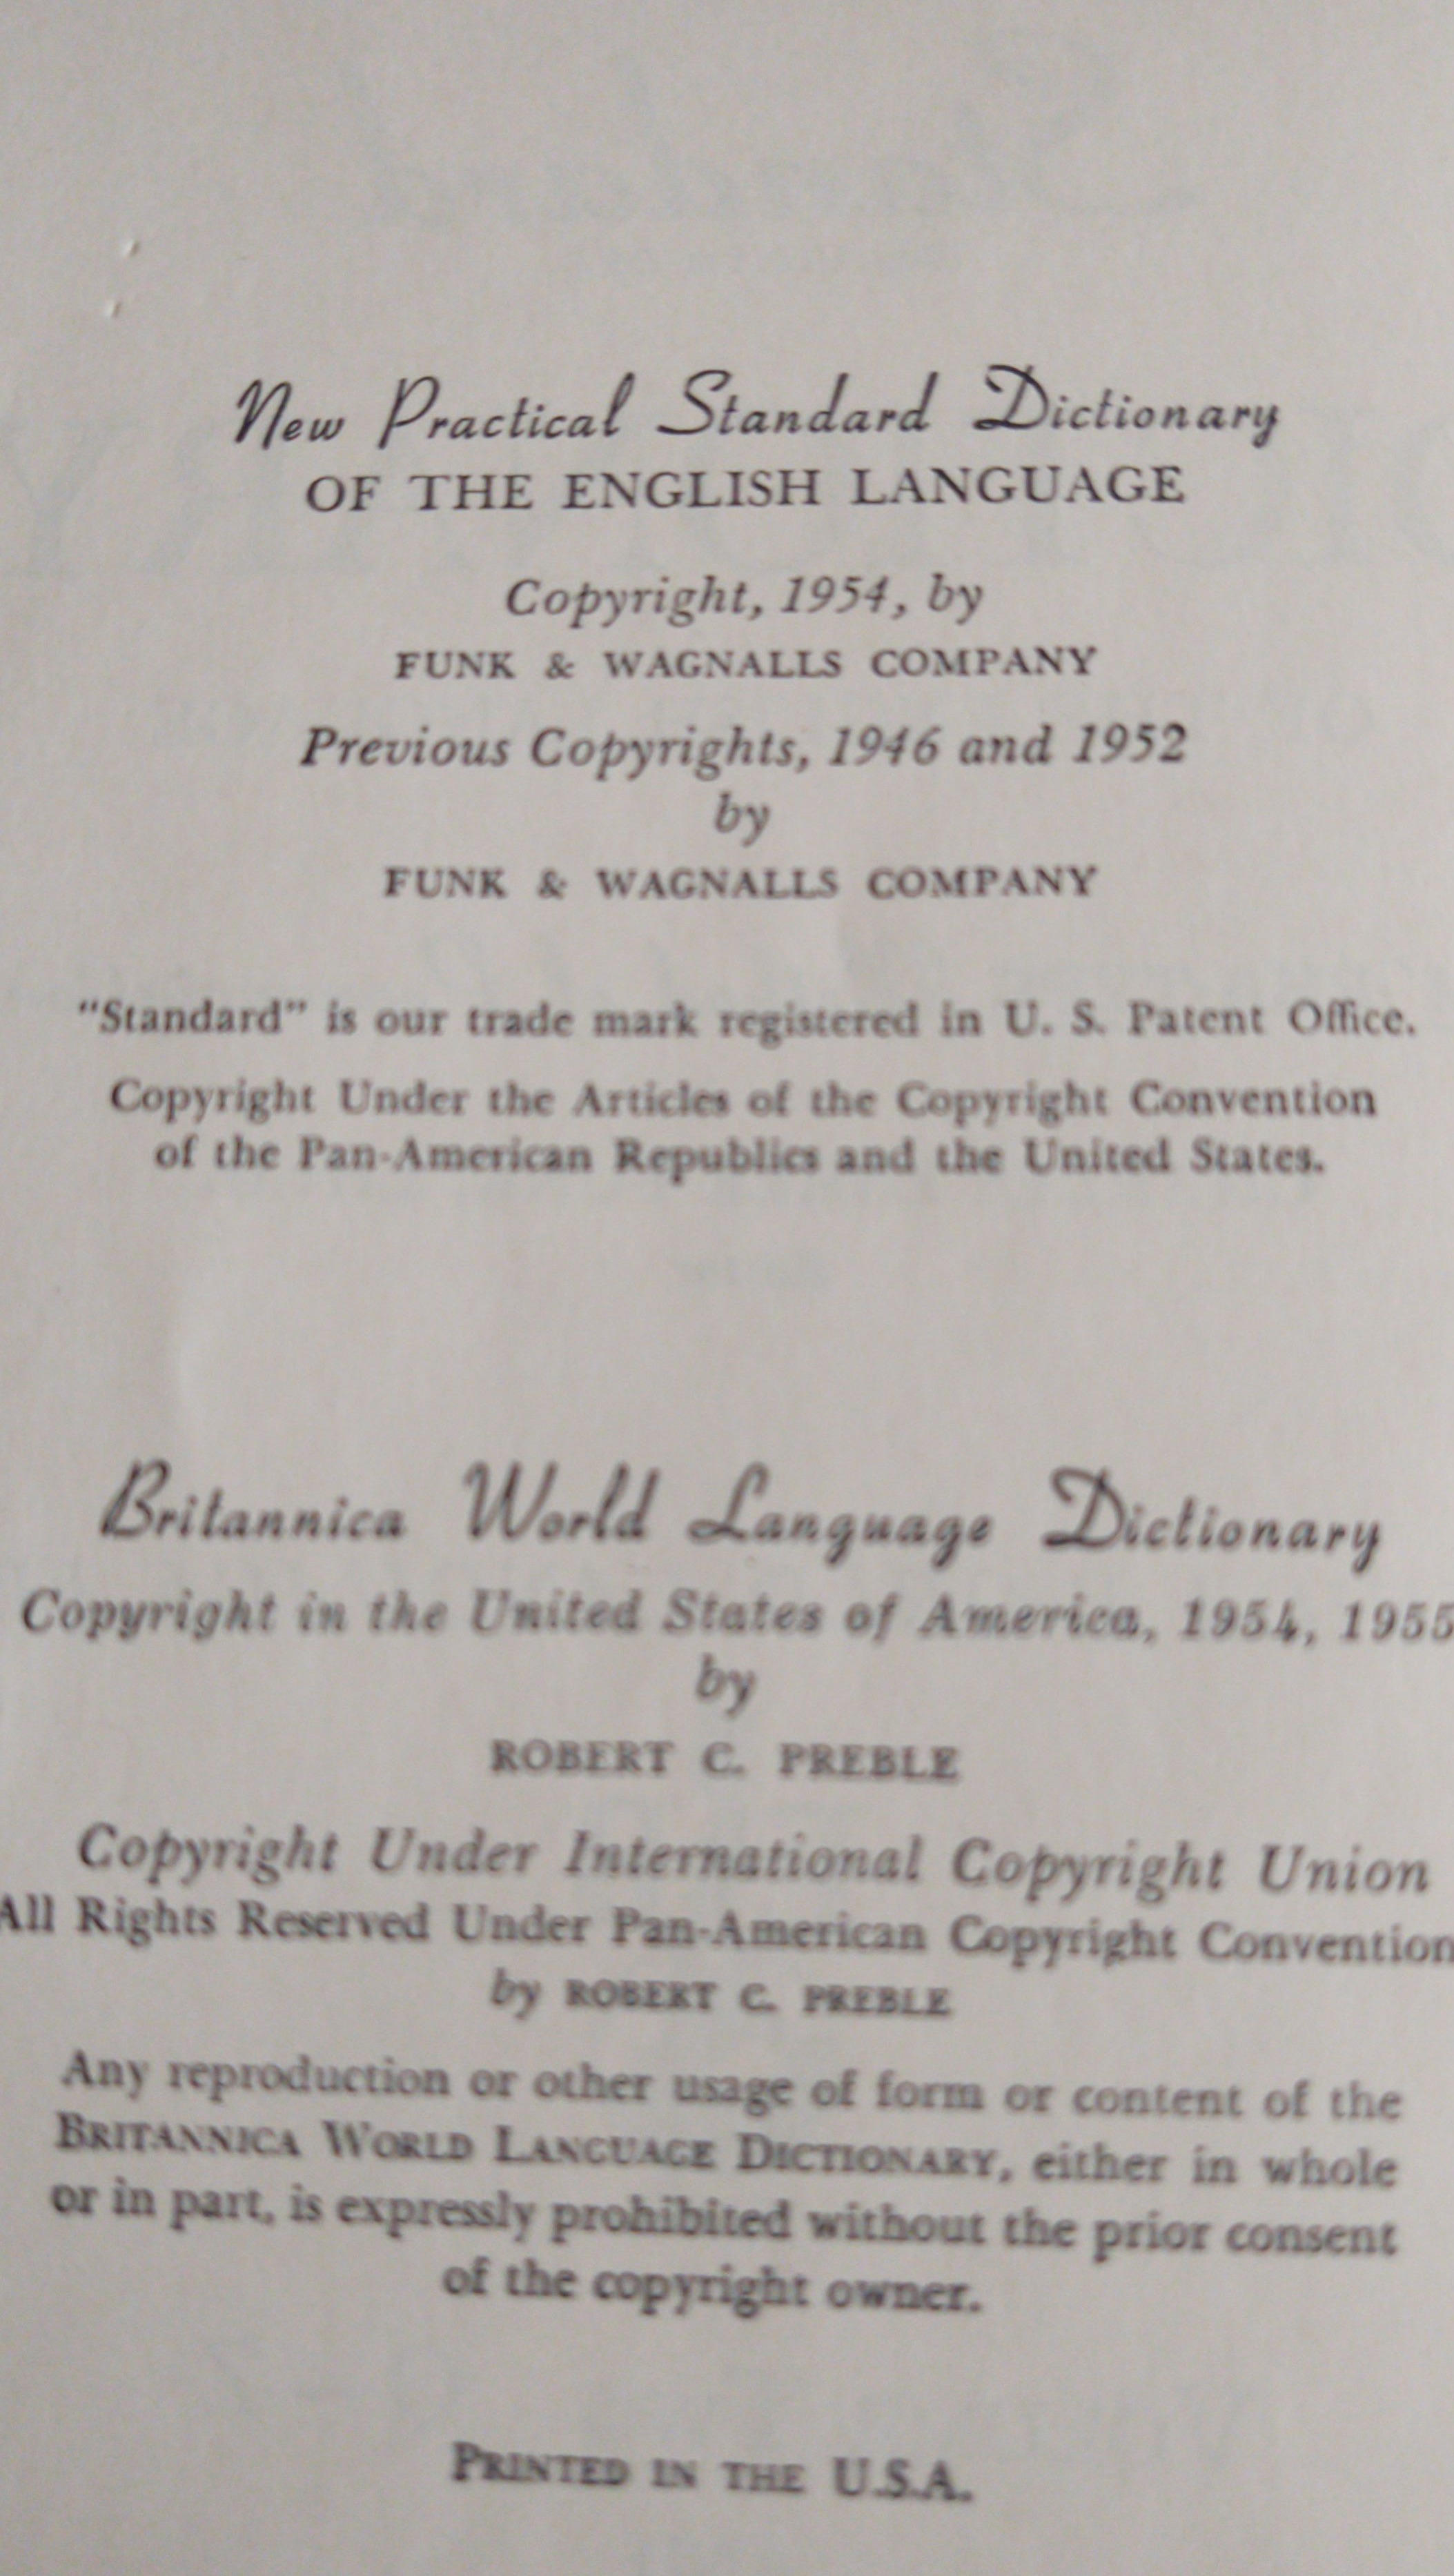 New Practical Standard Dictionary
OF THE ENGLISH LANGUAGE
Copyright, 1954, by
FUNK & WAGNALLS COMPANY
Previous Copyrights, 1946 and 1952
by
FUNK & WAGNALLS COMPANY
"Standard" is our trade mark registered in U. S. Patent Office.
Copyright Under the Articles of the Copyright Convention
of the Pan-American Republics and the United States.
Britannica World Language Dictionary
Copyright in the United States of America, 1954, 1955
by
ROBERT C. PREBLE
Copyright Under International Copyright Union
All Rights Reserved Under Pan-American Copyright Convention
by ROBERT C. PREBLE
Any reproduction or other usage of form or content of the
BRITANNICA WORLD LANGUAGE DICTIONARY, either in whole
or in part, is expressly prohibited without the prior consent
of the copyright owner.
PRINTED IN THE U.S.A.